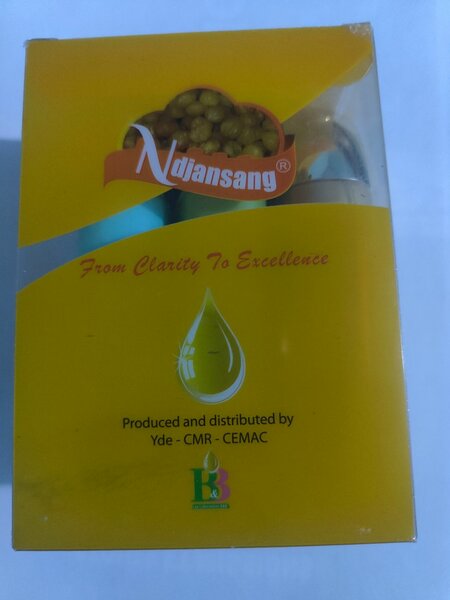 Ndjansang®
From Clarity To Excellence
Produced and distributed by
Yde - CMR - CEMAC
B&B